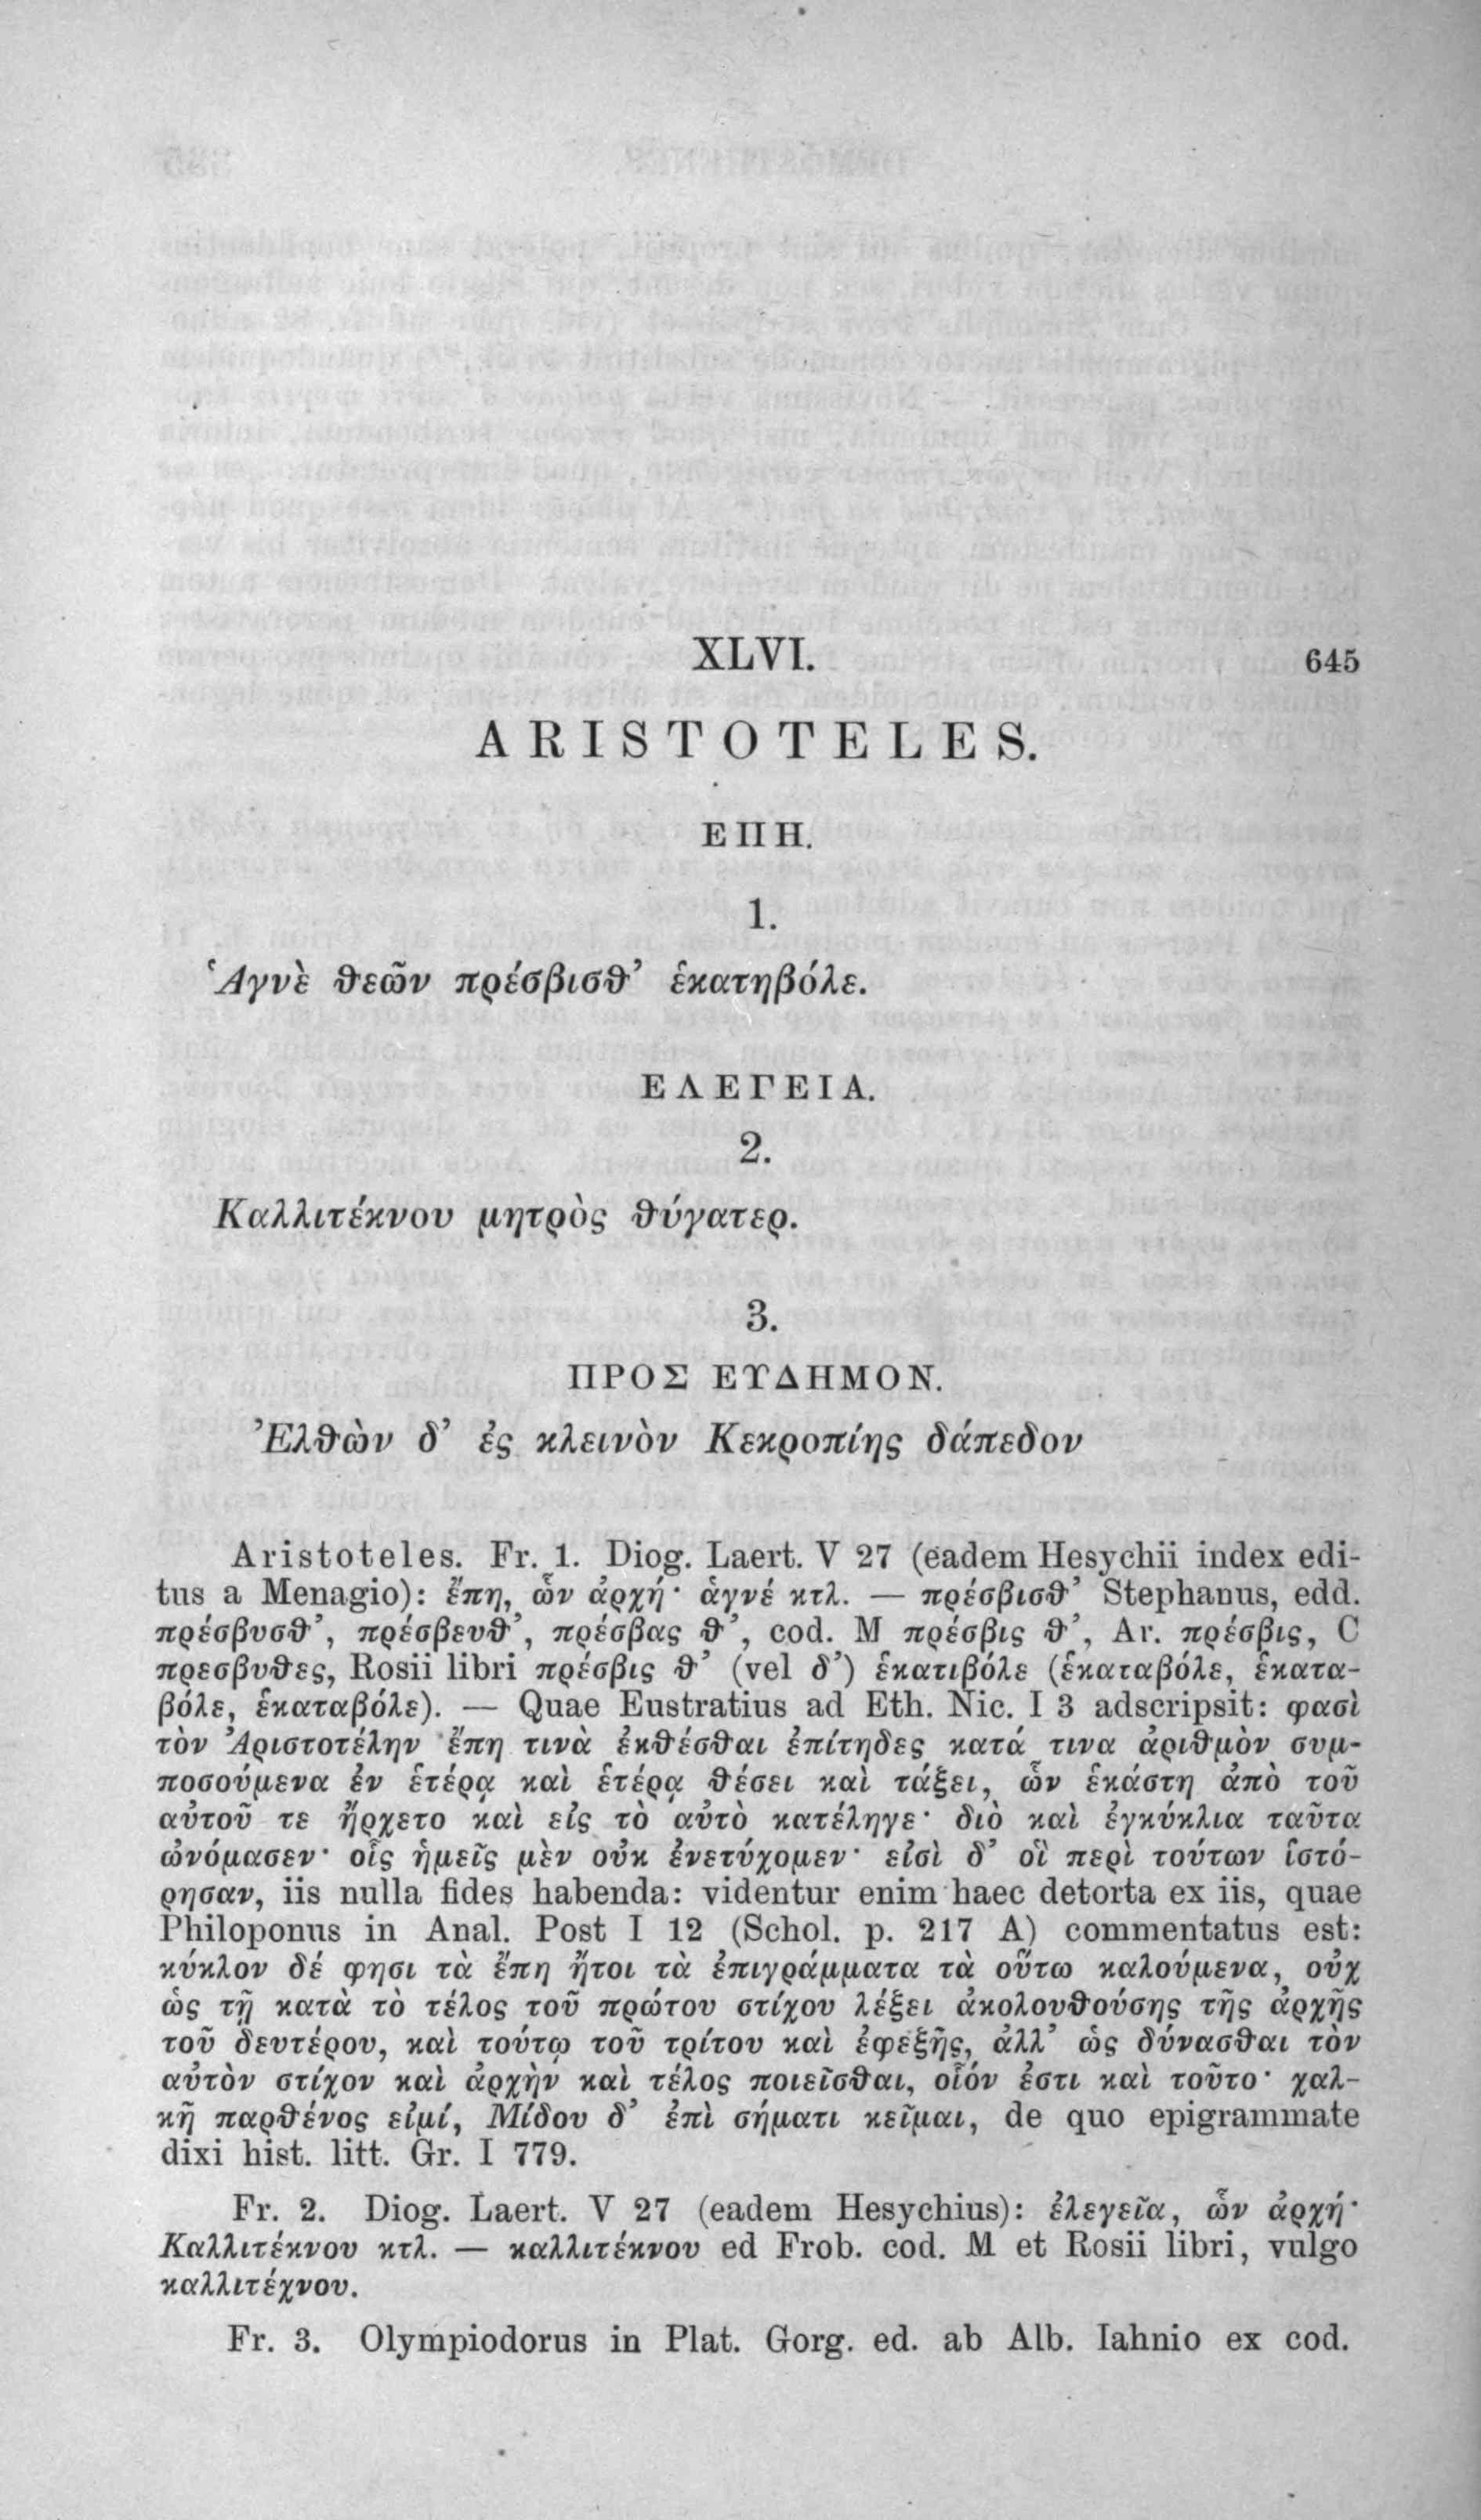 XLVI. 645
ARISTOTELES.
ΕΠΗ.
1.
Ἁγνὲ θεῶν πρέσβισθ’ ἑκατηβόλε.
ΕΛΕΓΕΙΑ.
2.
Καλλιτέκνου μητρὸς θύγατερ.
3.
ΠΡΟΣ ΕΥΔΗΜΟΝ.
Ἐλθὼν δ’ ἐς κλεινὸν Κεκροπίης δάπεδον
Aristoteles. Fr. 1. Diog. Laert. V 27 (eadem Hesychii index edi-
tus a Menagio): ἔπη, ὧν ἀρχή· ἁγνέ κτλ. — πρέσβισθ’ Stephanus, edd.
πρέσβυσθ’, πρέσβευθ’, πρέσβας θ’, cod. M πρέσβις θ’, Ar. πρέσβις, C
πρεσβυθες, Rosii libri πρέσβις θ’ (vel δ’) ἑκατιβόλε (ἑκαταβόλε, ἕκατα-
βόλε, ἑκαταβόλε). — Quae Eustratius ad Eth. Nic. I 3 adscripsit: φασὶ
τὸν Ἀριστοτέλην ἔπη τινὰ ἐκθέσθαι ἐπίτηδες κατά τινα ἀριθμὸν συμ-
ποσούμενα ἐν ἑτέρᾳ καὶ ἑτέρᾳ θέσει καὶ τάξει, ὧν ἑκάστη ἀπὸ τοῦ
αὐτοῦ τε ἤρχετο καὶ εἰς τὸ αὐτὸ κατέληγε· διὸ καὶ ἐγκύκλια ταῦτα
ὠνόμασεν· οἷς ἡμεῖς μὲν οὐκ ἐνετύχομεν· εἰσὶ δ’ οἳ περὶ τούτων ἱστό-
ρησαν, iis nulla fides habenda: videntur enim haec detorta ex iis, quae
Philoponus in Anal. Post I 12 (Schol. p. 217 A) commentatus est:
κύκλον δέ φησι τὰ ἔπη ἤτοι τὰ ἐπιγράμματα τὰ οὕτω καλούμενα, οὐχ
ὡς τῇ κατὰ τὸ τέλος τοῦ πρώτου στίχου λέξει ἀκολουθούσης τῆς ἀρχῆς
τοῦ δευτέρου, καὶ τούτῳ τοῦ τρίτου καὶ ἐφεξῆς, ἀλλ’ ὡς δύνασθαι τὸν
αὐτὸν στίχον καὶ ἀρχὴν καὶ τέλος ποιεῖσθαι, οἷόν ἐστι καὶ τοῦτο· χαλ-
κῆ παρθένος εἰμί, Μίδου δ’ ἐπὶ σήματι κεῖμαι, de quo epigrammate
dixi hist. litt. Gr. I 779.
Fr. 2. Diog. Laert. V 27 (eadem Hesychius): ἐλεγεῖα, ὧν ἀρχή·
Καλλιτέκνου κτλ. — καλλιτέκνου ed Frob. cod. M et Rosii libri, vulgo
καλλιτέχνου.
Fr. 3. Olympiodorus in Plat. Gorg. ed. ab Alb. Iahnio ex cod.